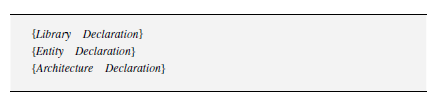 {Library Declaration}
{Entity Declaration}
{Architecture Declaration}